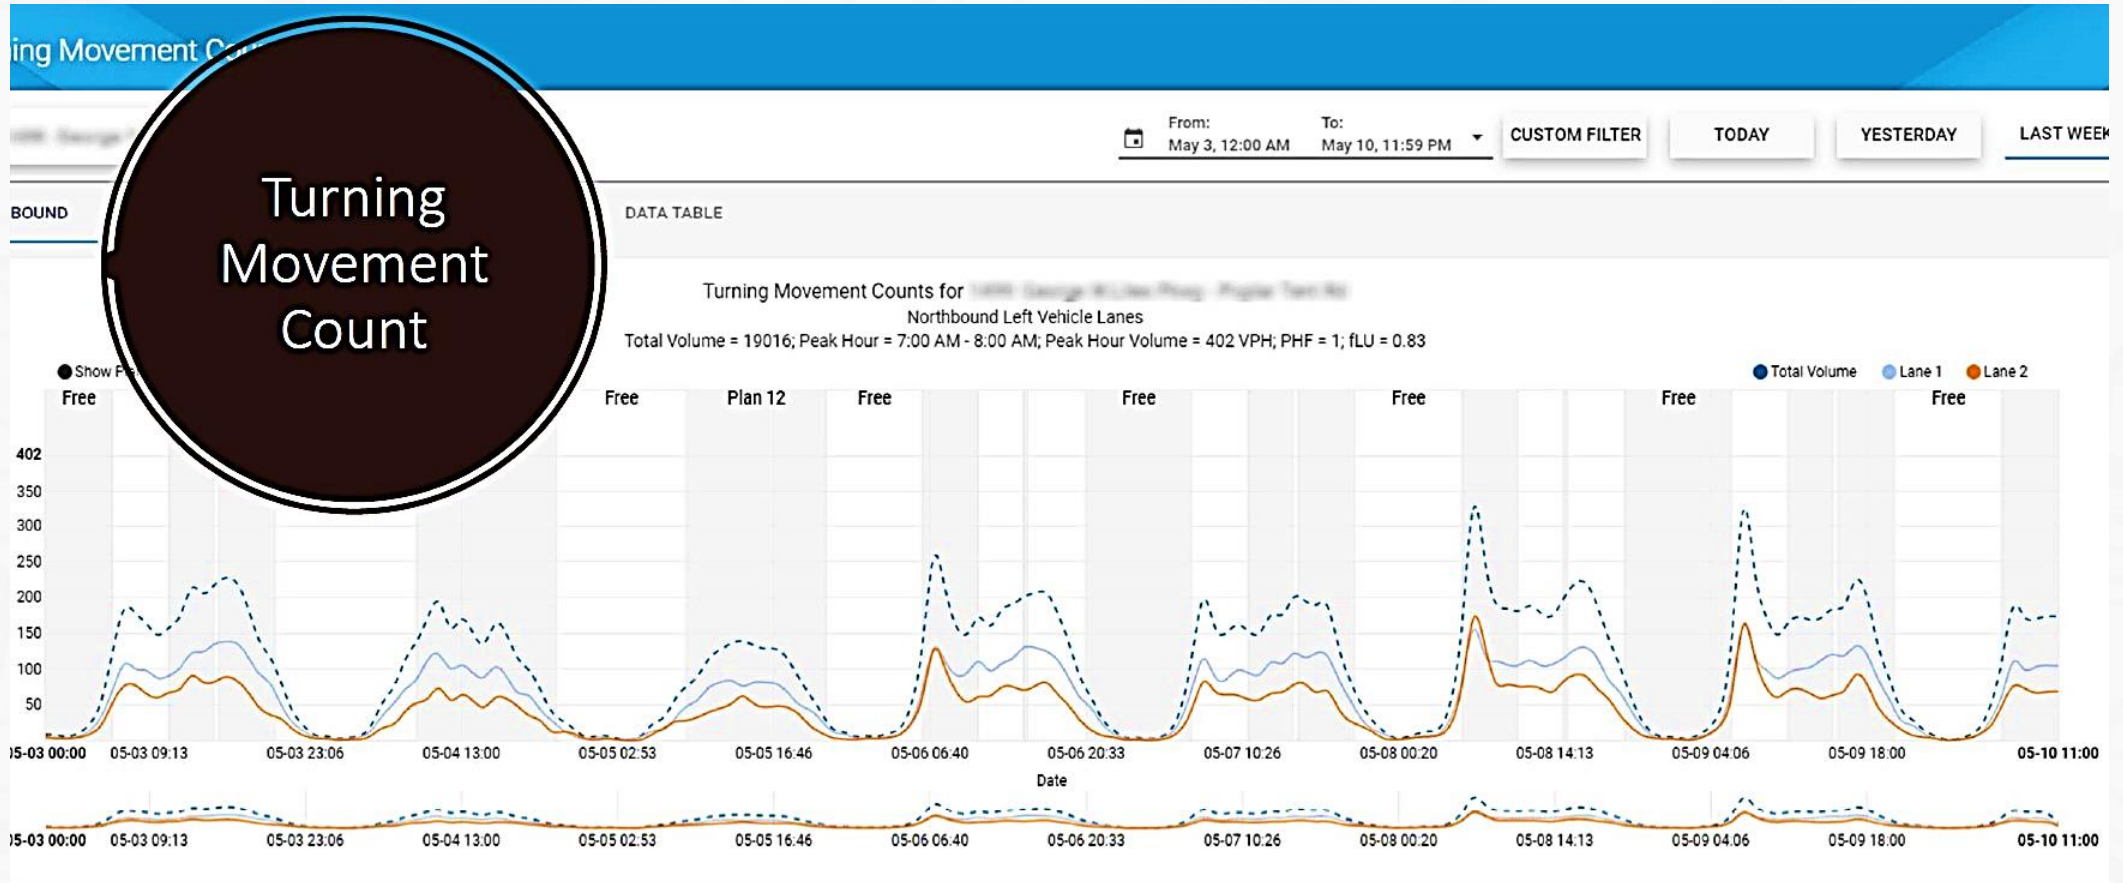 ing Movement Cou
From:
May 3, 12:00 AM
To:
May 10, 11:59 PM
CUSTOM FILTER
TODAY
YESTERDAY
LAST WEEK
BOUND
DATA TABLE
Turning
Movement
Count
Turning Movement Counts for
Northbound Left Vehicle Lanes
Total Volume = 19016; Peak Hour = 7:00 AM - 8:00 AM; Peak Hour Volume = 402 VPH; PHF = 1; fLU = 0.83
Show
Total Volume Lane 1 Lane 2
Free Free Plan 12 Free Free Free Free Free
402
350
300
250
200
150
100
50
05-03 00:00 05-03 09:13 05-03 23:06 05-04 13:00 05-05 02:53 05-05 16:46 05-06 06:40 05-06 20:33 05-07 10:26 05-08 00:20 05-08 14:13 05-09 04:06 05-09 18:00 05-10 11:00
Date
05-03 00:00 05-03 09:13 05-03 23:06 05-04 13:00 05-05 02:53 05-05 16:46 05-06 06:40 05-06 20:33 05-07 10:26 05-08 00:20 05-08 14:13 05-09 04:06 05-09 18:00 05-10 11:00